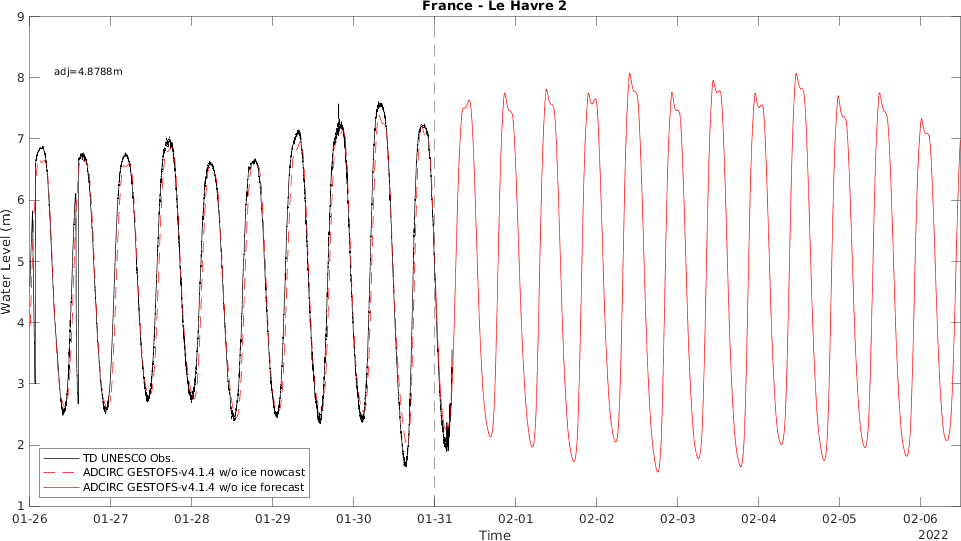 France - Le Havre 2
adj=4.8788m
9
8
7
6
5
4
3
2
1
Water Level (m)
TD UNESCO Obs.
ADCIRC GESTOFS-v4.1.4 w/o ice nowcast
ADCIRC GESTOFS-v4.1.4 w/o ice forecast
01-26 01-27 01-28 01-29 01-30 01-31 02-01 02-02 02-03 02-04 02-05 02-06
Time
2022